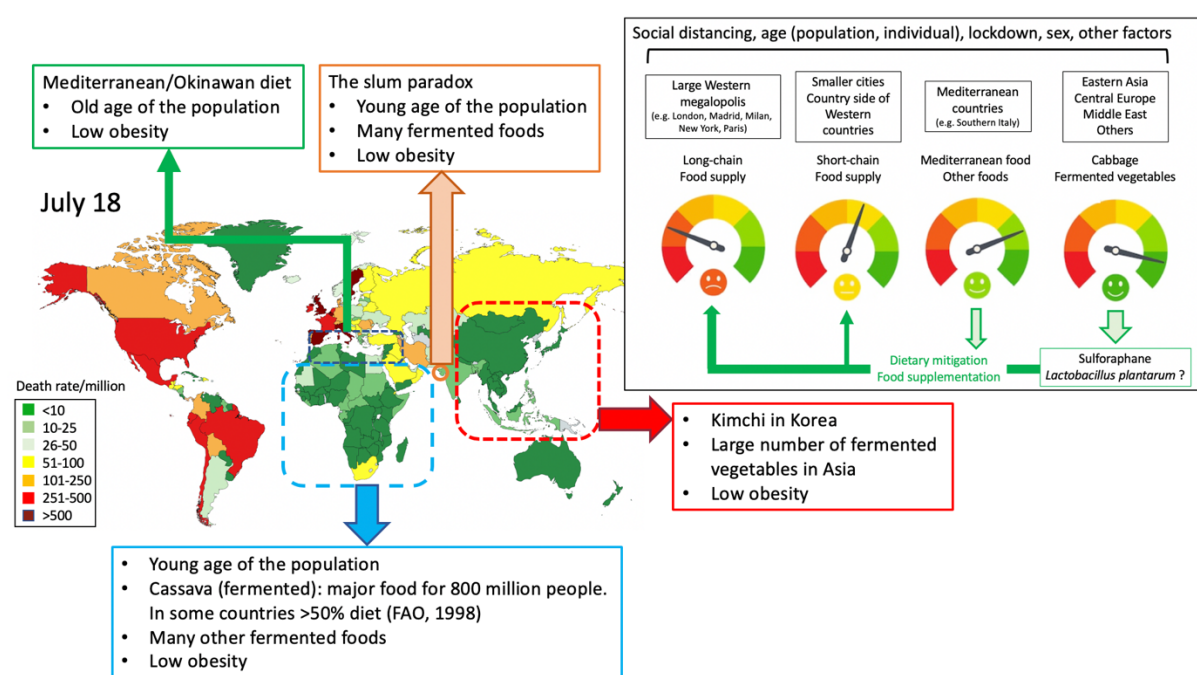 Social distancing, age (population, individual), lockdown, sex, other factors
Large Western
megalopolis
(e.g. London, Madrid, Milan,
New York, Paris)
Smaller cities
Country side of
Western
countries
Mediterranean
countries
(e.g. Southern Italy)
Eastern Asia
Central Europe
Middle East
Others
Long-chain
Food supply
Short-chain
Food supply
Mediterranean food
Other foods
Cabbage
Fermented vegetables
Dietary mitigation
Food supplementation
Sulforaphane
Lactobacillus plantarum ?
Mediterranean/Okinawan diet
• Old age of the population
• Low obesity
The slum paradox
• Young age of the population
• Many fermented foods
• Low obesity
July 18
Death rate/million
<10
10-25
26-50
51-100
101-250
251-500
>500
• Kimchi in Korea
• Large number of fermented
vegetables in Asia
• Low obesity
• Young age of the population
• Cassava (fermented): major food for 800 million people.
In some countries >50% diet (FAO, 1998)
• Many other fermented foods
• Low obesity